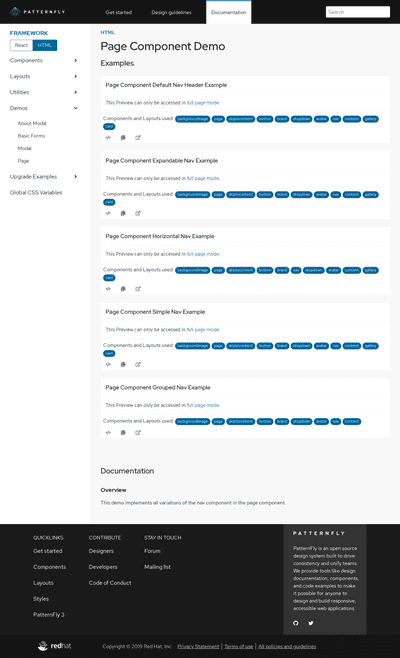 PATTERNFLY
Get started
Design guidelines
Documentation
Search
FRAMEWORK
React
HTML
Components
Layouts
Utilities
Demos
About Modal
Basic Forms
Modal
Page
Upgrade Examples
Global CSS Variables
HTML
Page Component Demo
Examples
Page Component Default Nav Header Example
This Preview can only be accessed in full page mode.
Components and Layouts used: backgroundimage page skiptocontent button brand dropdown avatar nav content gallery
card
Page Component Expandable Nav Example
This Preview can only be accessed in full page mode.
Components and Layouts used: backgroundimage page skiptocontent button brand dropdown avatar nav content gallery
card
Page Component Horizontal Nav Example
This Preview can only be accessed in full page mode.
Components and Layouts used: backgroundimage page skiptocontent button brand nav dropdown avatar content gallery
card
Page Component Simple Nav Example
This Preview can only be accessed in full page mode.
Components and Layouts used: backgroundimage page skiptocontent button brand dropdown avatar nav content gallery
card
Page Component Grouped Nav Example
This Preview can only be accessed in full page mode.
Components and Layouts used: backgroundimage page skiptocontent button brand dropdown avatar nav content
Documentation
Overview
This demo implements all variations of the nav component in the page component.
QUICKLINKS
Get started
Components
Layouts
Styles
PatternFly 3
CONTRIBUTE
Designers
Developers
Code of Conduct
STAY IN TOUCH
Forum
Mailing list
PATTERNFLY
PatternFly is an open source
design system built to drive
consistency and unify teams.
We provide tools like design
documentation, components,
and code examples to make
it possible for anyone to
design and build responsive,
accessible web applications.
redhat
Copyright © 2019 Red Hat, Inc.
Privacy Statement | Terms of use | All policies and guidelines